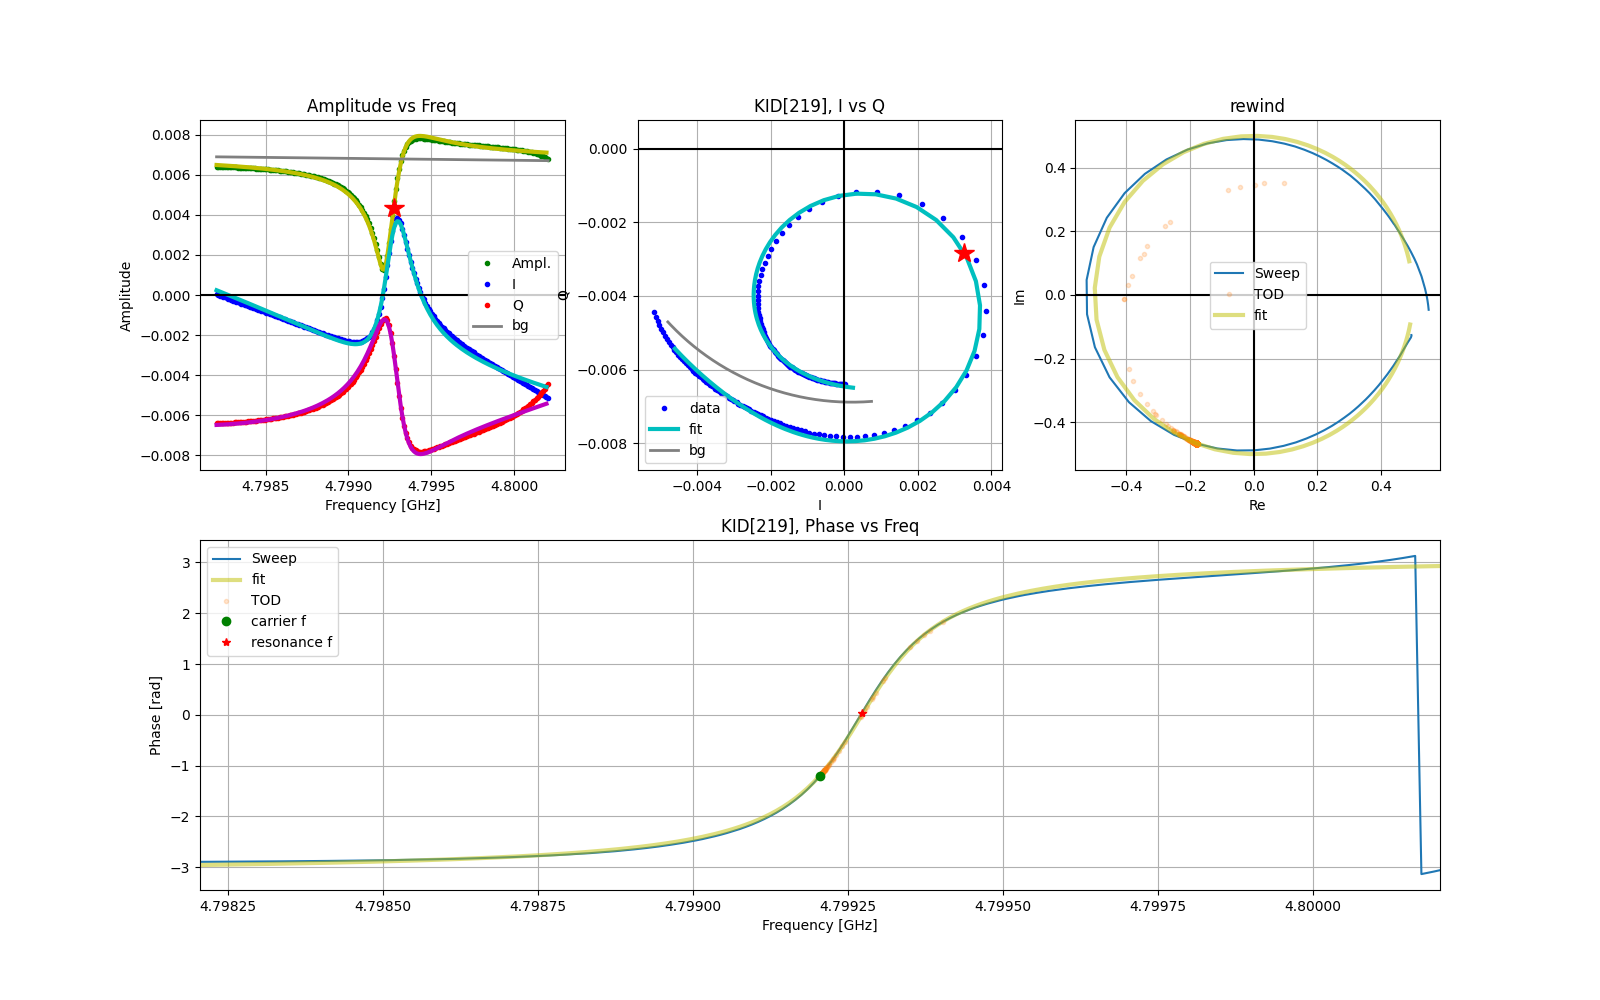 Amplitude vs Freq
0.008
0.006
0.004
0.002
0.000
−0.002
−0.004
−0.006
−0.008
Amplitude
Ampl.
I
Q
bg
4.7985
4.7990
4.7995
4.8000
Frequency [GHz]
KID[219], I vs Q
0.000
−0.002
−0.004
−0.006
−0.008
Q
data
fit
bg
−0.004
−0.002
0.000
0.002
0.004
I
rewind
0.4
0.2
0.0
−0.2
−0.4
Im
Sweep
TOD
fit
−0.4
−0.2
0.0
0.2
0.4
Re
KID[219], Phase vs Freq
3
2
1
0
−1
−2
−3
Phase [rad]
Sweep
fit
TOD
carrier f
resonance f
4.79825
4.79850
4.79875
4.79900
4.79925
4.79950
4.79975
4.80000
Frequency [GHz]